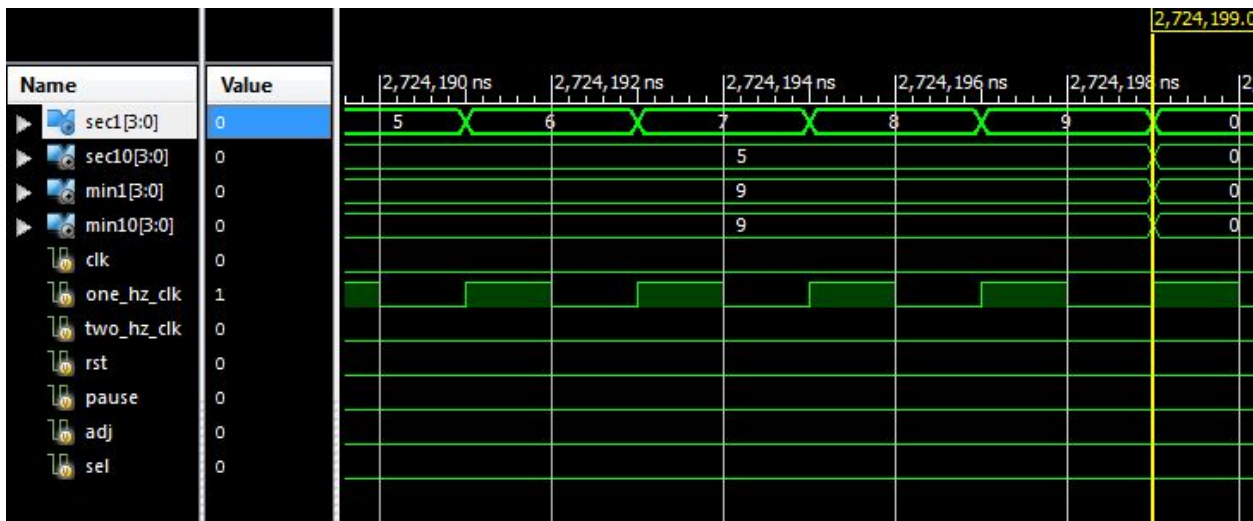 2,724,199.0
Name Value 2,724,190 ns 2,724,192 ns 2,724,194 ns 2,724,196 ns 2,724,198 ns 2
sec1[3:0] 0 5 6 7 8 9 0
sec10[3:0] 0 5 0
min1[3:0] 0 9 0
min10[3:0] 0 9 0
clk 0
one_hz_clk 1
two_hz_clk 0
rst 0
pause 0
adj 0
sel 0